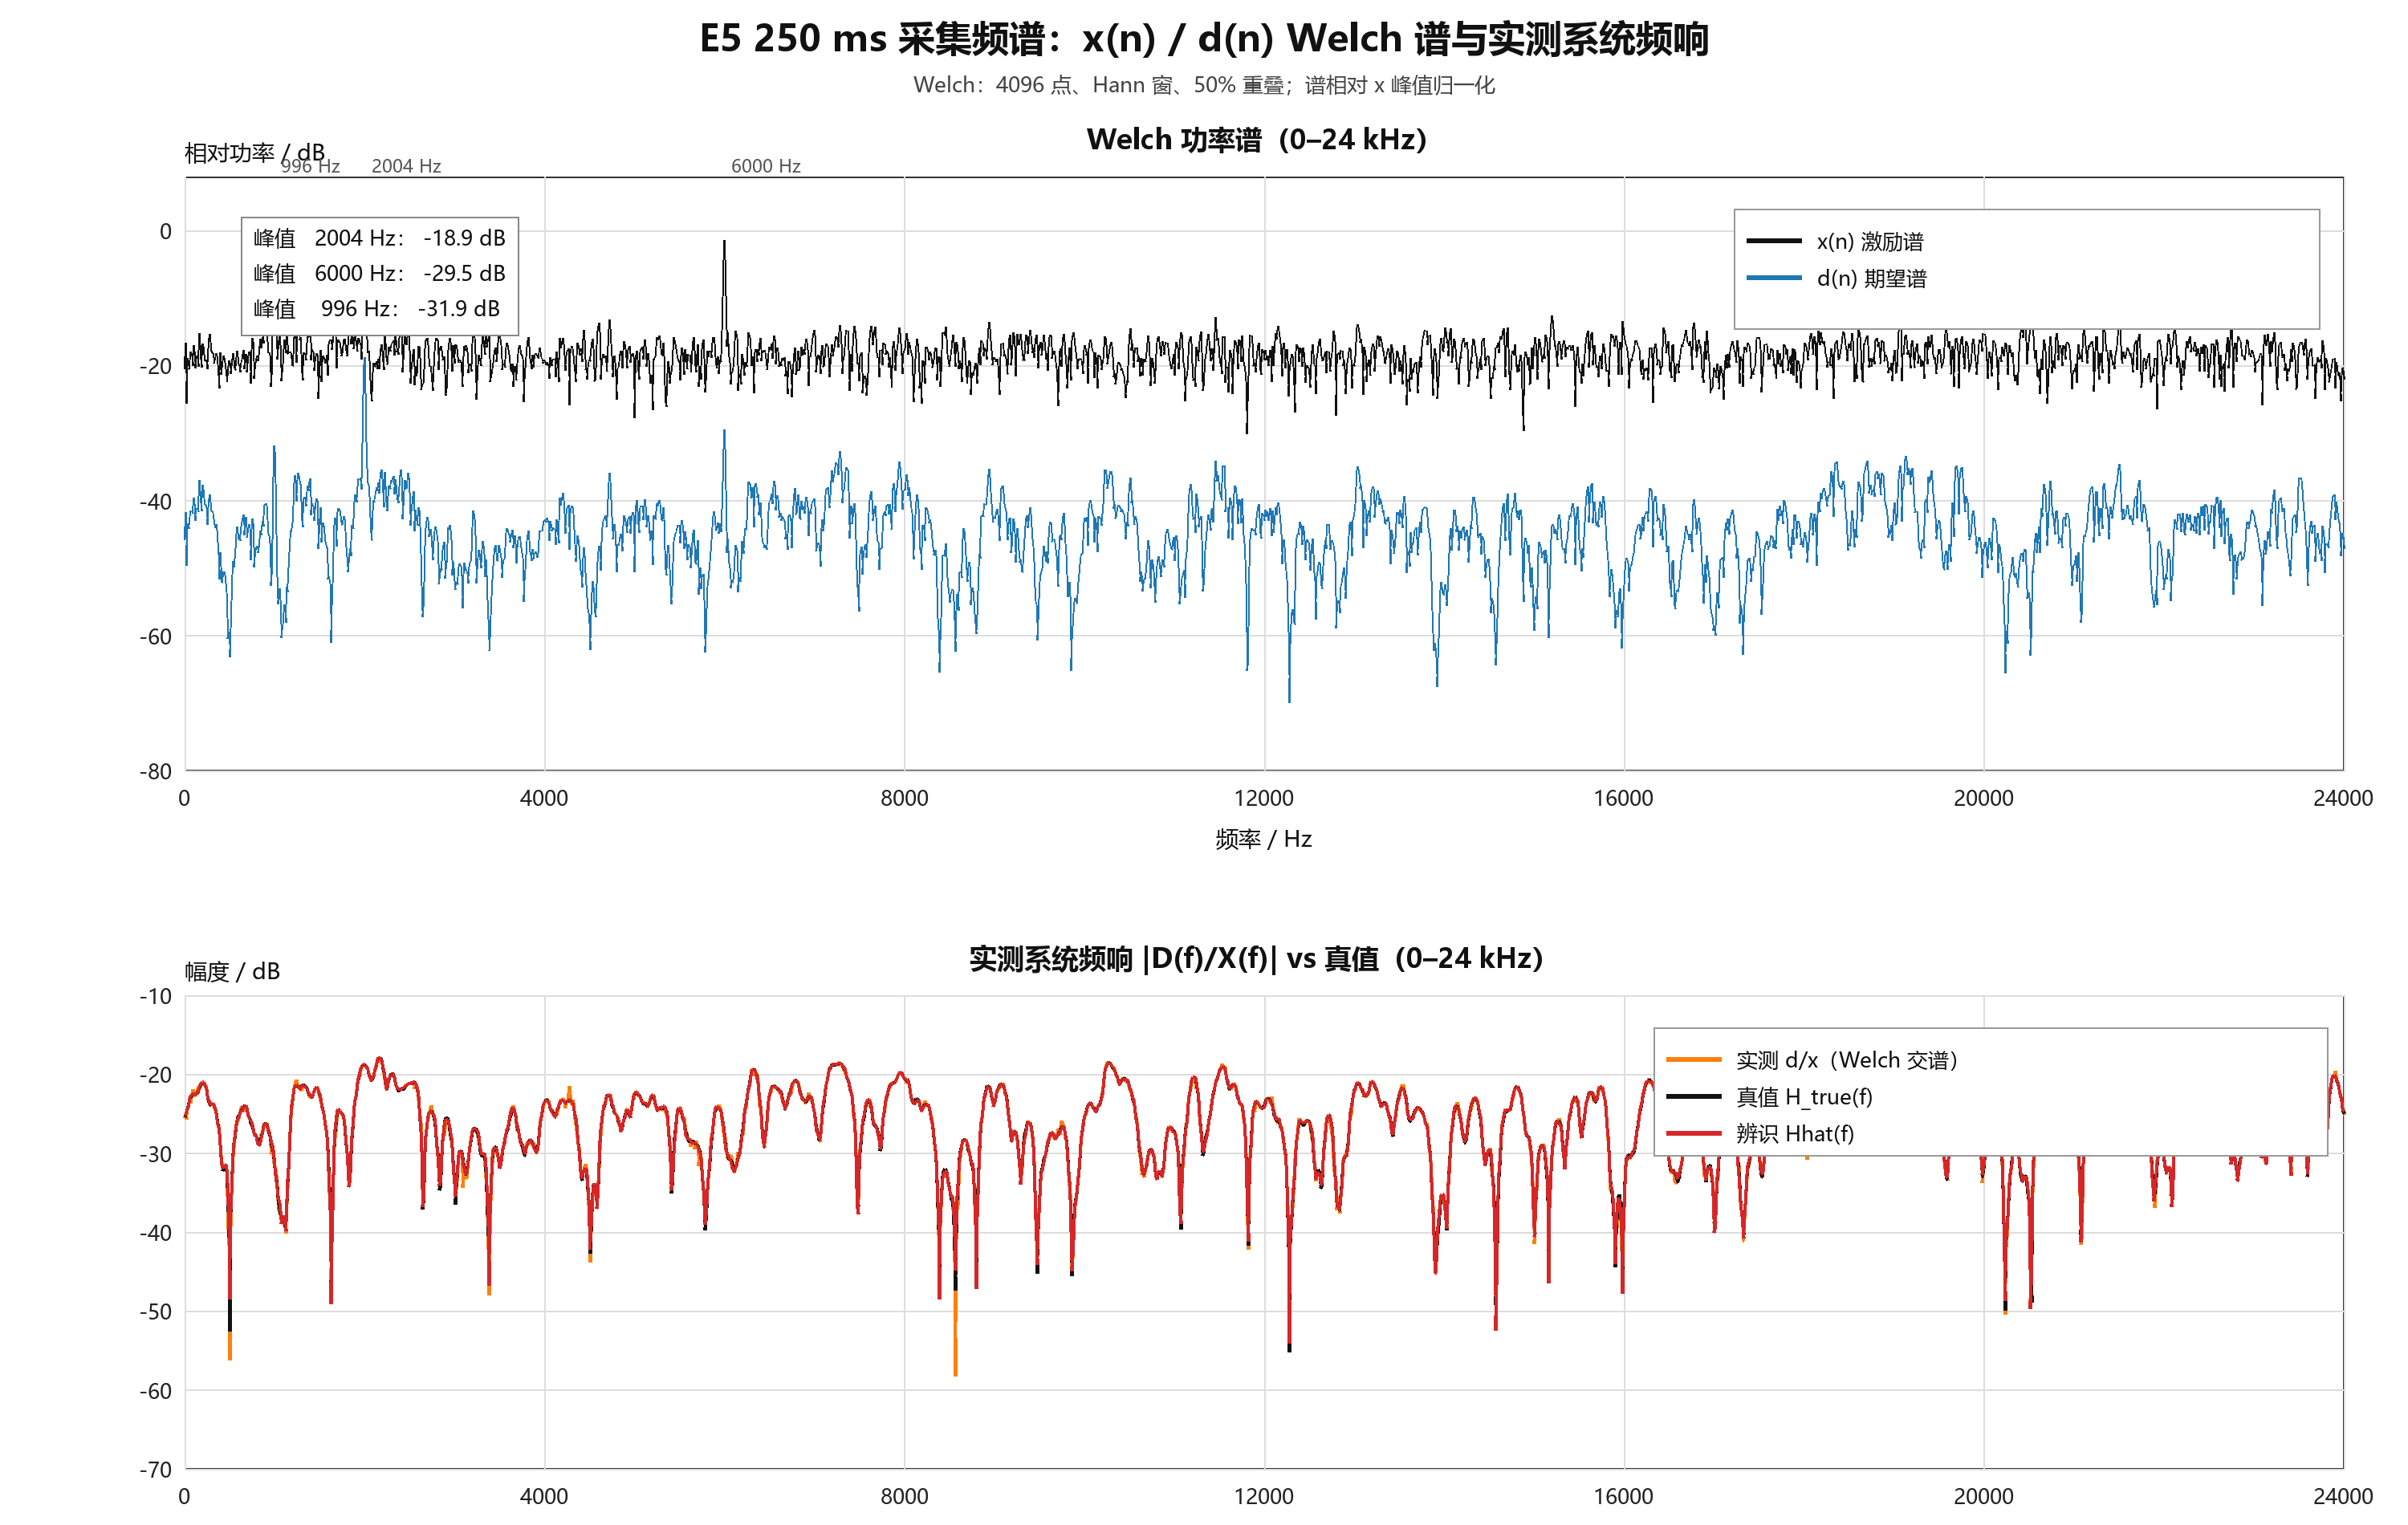 E5 250 ms 采集频谱：x(n) / d(n) Welch 谱与实测系统频响
Welch：4096 点、Hann 窗、50% 重叠；谱相对 x 峰值归一化
Welch 功率谱（0–24 kHz）
相对功率 / dB
996 Hz 2004 Hz 6000 Hz
峰值 2004 Hz： -18.9 dB
峰值 6000 Hz： -29.5 dB
峰值 996 Hz： -31.9 dB
x(n) 激励谱
d(n) 期望谱
0
-20
-40
-60
-80
0 4000 8000 12000 16000 20000 24000
频率 / Hz
实测系统频响 |D(f)/X(f)| vs 真值（0–24 kHz）
幅度 / dB
实测 d/x（Welch 交谱）
真值 H_true(f)
辨识 Hhat(f)
-10
-20
-30
-40
-50
-60
-70
0 4000 8000 12000 16000 20000 24000